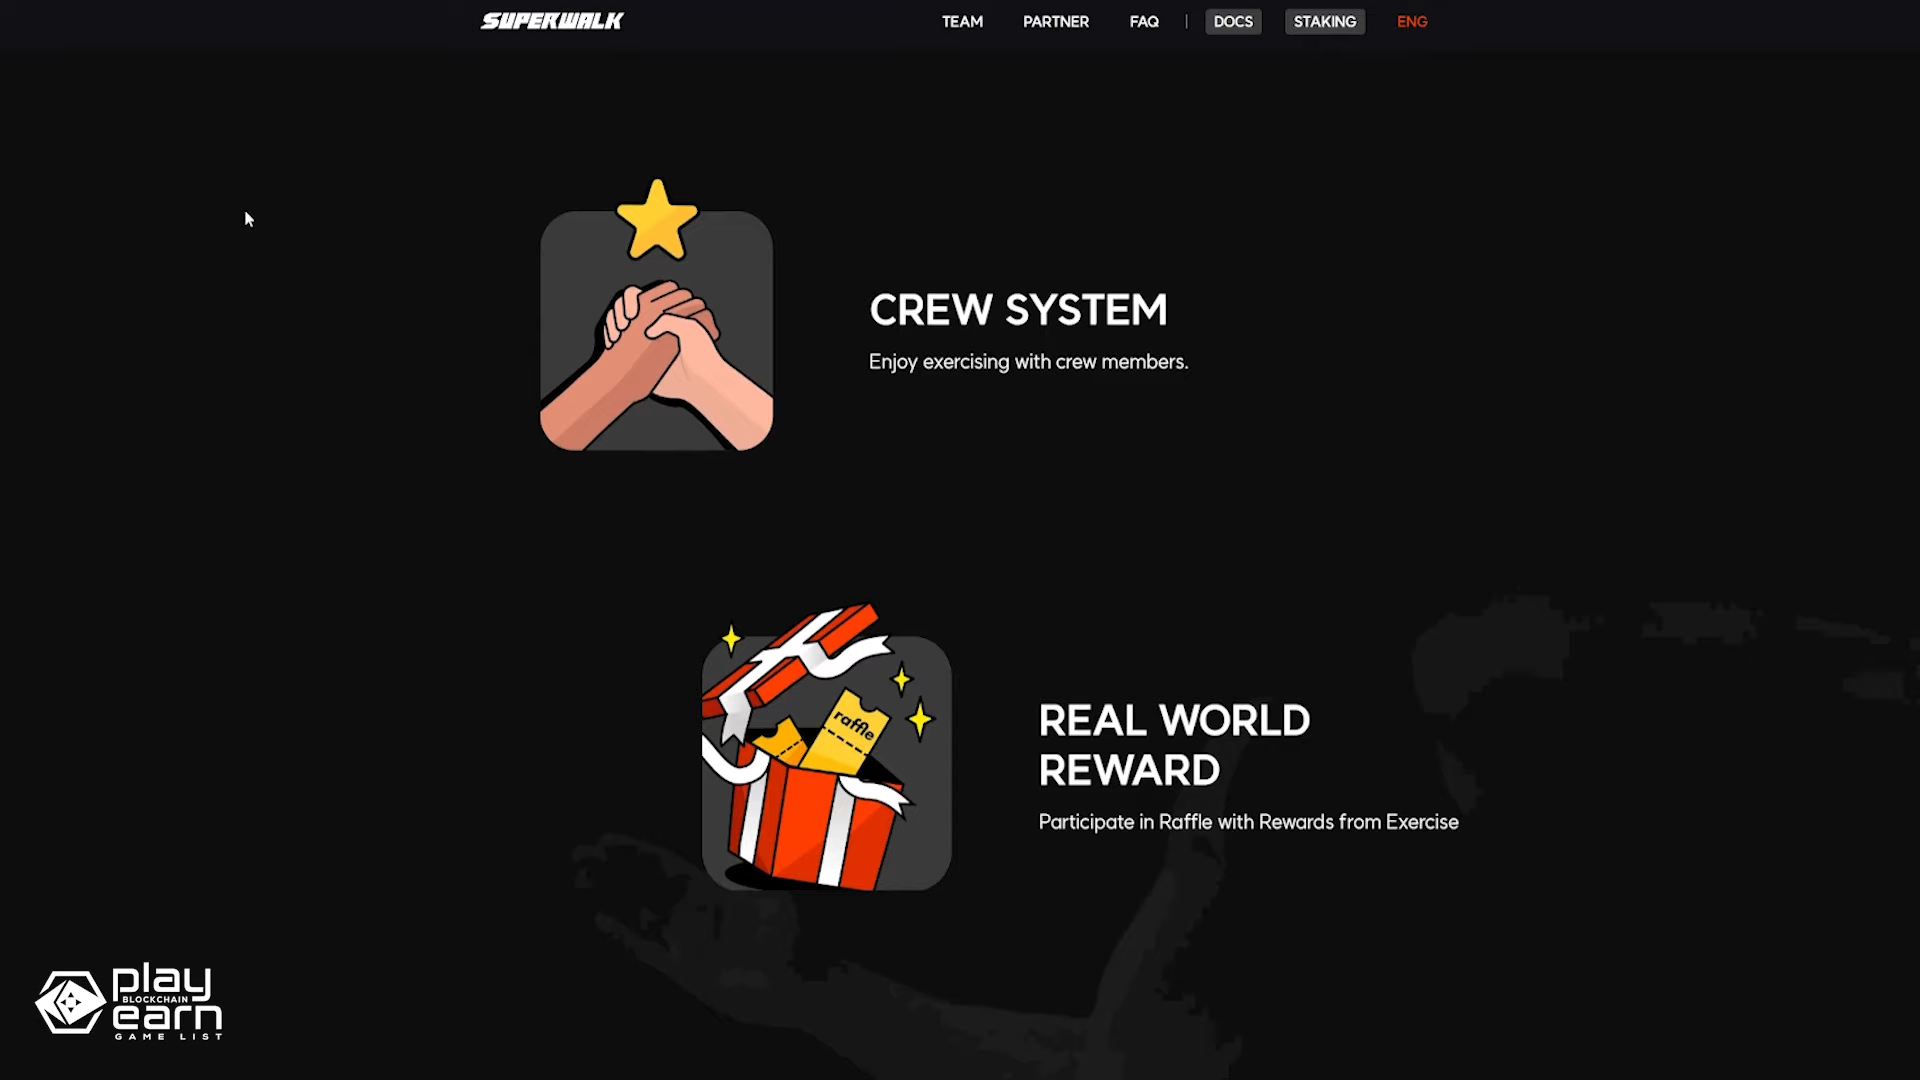 SUPERWALK
TEAM PARTNER FAQ | DOCS STAKING ENG
CREW SYSTEM
Enjoy exercising with crew members.
raffle
REAL WORLD
REWARD
Participate in Raffle with Rewards from Exercise
play
BLOCKCHAIN
earn
GAME LIST